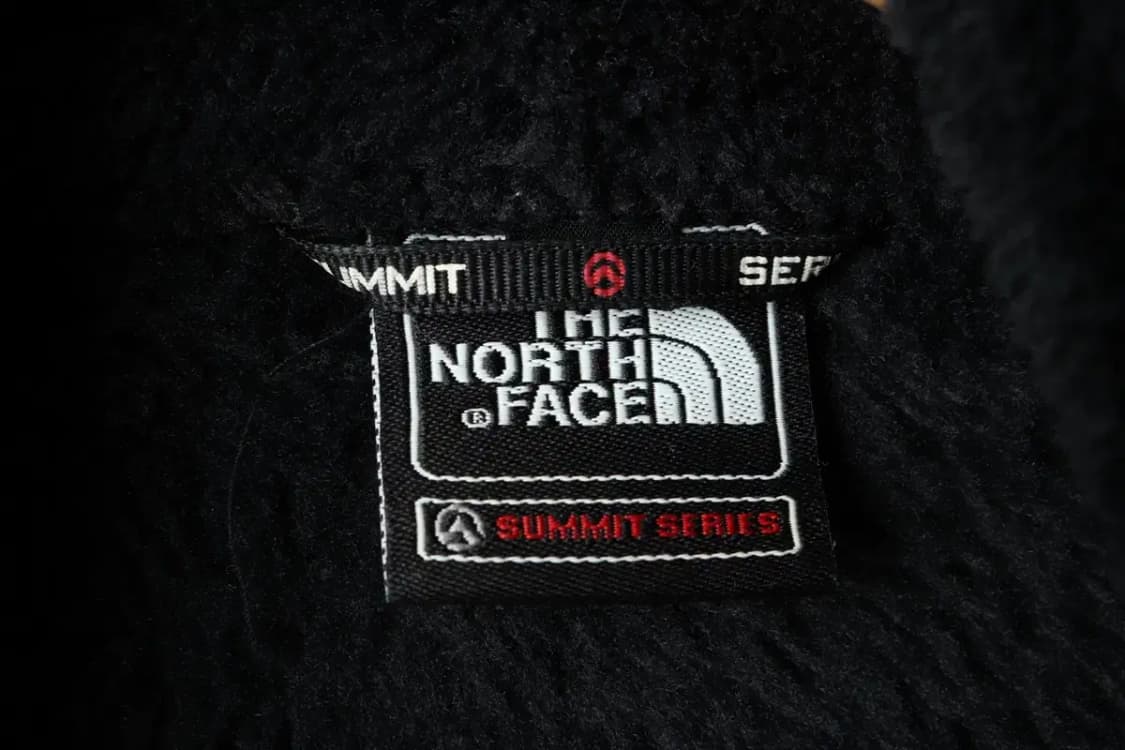 UMMIT SER
THE
NORTH
®FACE
SUMMIT SERIES